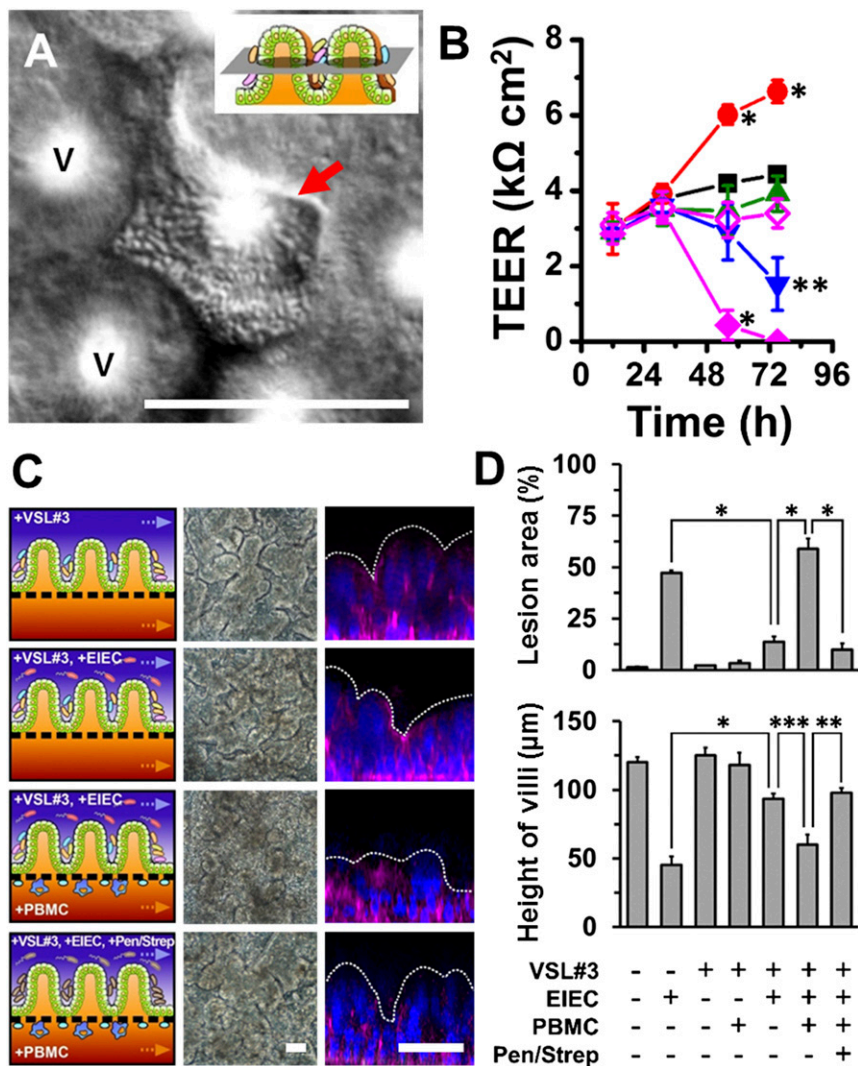 A
V
V
B
TEER (kΩ cm2)
8
6
4
2
0
*
*
**
*
0 24 48 72 96
Time (h)
C
+VSL#3
+VSL#3, +EIEC
+VSL#3, +EIEC
+PBMC
+VSL#3, +EIEC, +Pen/Strep
+PBMC
D
Lesion area (%)
100
75
50
25
0
* * *
Height of villi (μm)
150
100
50
0
* *** **
VSL#3 - - + + + + +
EIEC - + - - + + +
PBMC - - - + - + +
Pen/Strep - - - - - - +